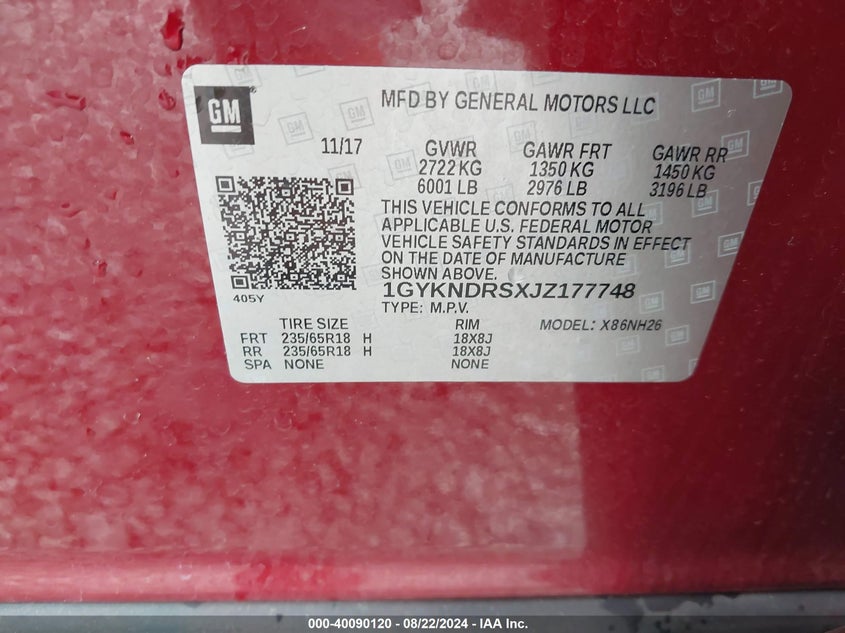 GM
MFD BY GENERAL MOTORS LLC
11/17 GVWR GAWR FRT GAWR RR
2722 KG 1350 KG 1450 KG
6001 LB 2976 LB 3196 LB
THIS VEHICLE CONFORMS TO ALL
APPLICABLE U.S. FEDERAL MOTOR
VEHICLE SAFETY STANDARDS IN EFFECT
ON THE DATE OF MANUFACTURE
SHOWN ABOVE.
405Y
1GYKNDRSXJZ177748
TYPE: M.P.V.
TIRE SIZE RIM MODEL: X86NH26
FRT 235/65R18 H 18X8J
RR 235/65R18 H 18X8J
SPA NONE NONE
000-40090120 - 08/22/2024 - IAA Inc.